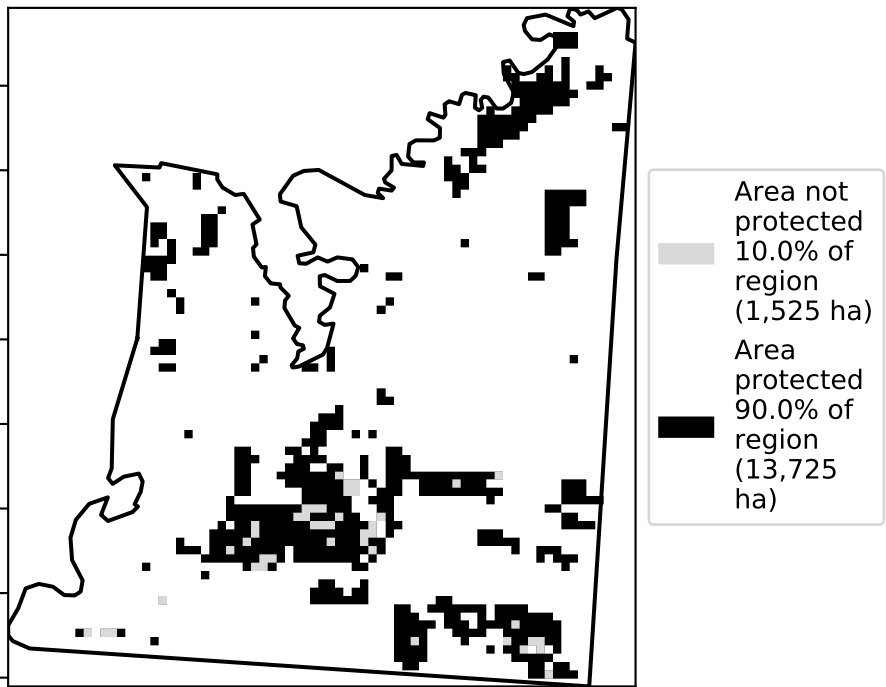 Area not
protected
10.0% of
region
(1,525 ha)
Area
protected
90.0% of
region
(13,725
ha)